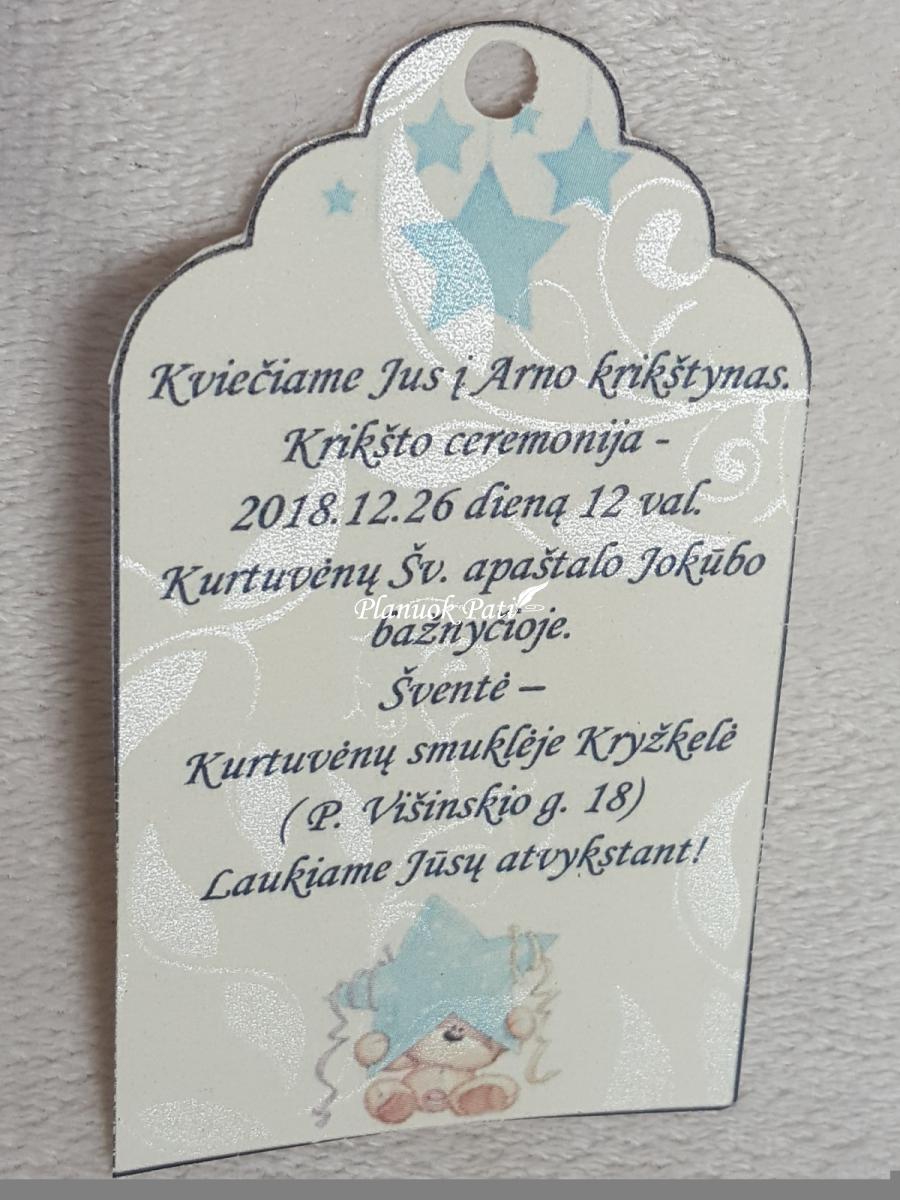 Kviečiame Jus į Arno krikštynas.
Krikšto ceremonija -
2018.12.26 dieną 12 val.
Kurtuvėnų Šv. apaštalo Jokūbo
Planuok Pati
bažnyčioje.
Šventė –
Kurtuvėnų smuklėje Kryžkelė
( P. Višinskio g. 18)
Laukiame Jūsų atvykstant!